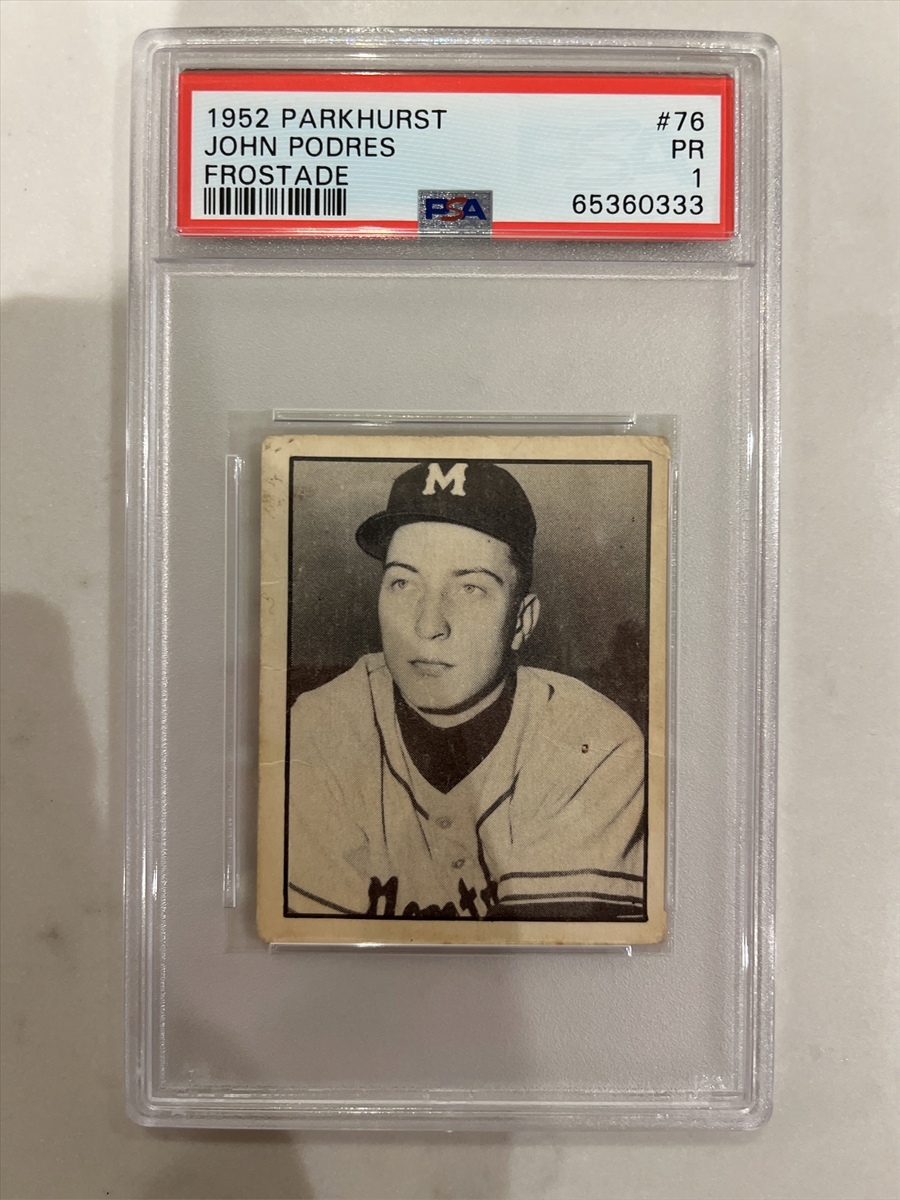 1952 PARKHURST #76
JOHN PODRES PR
FROSTADE 1
PSA 65360333
M